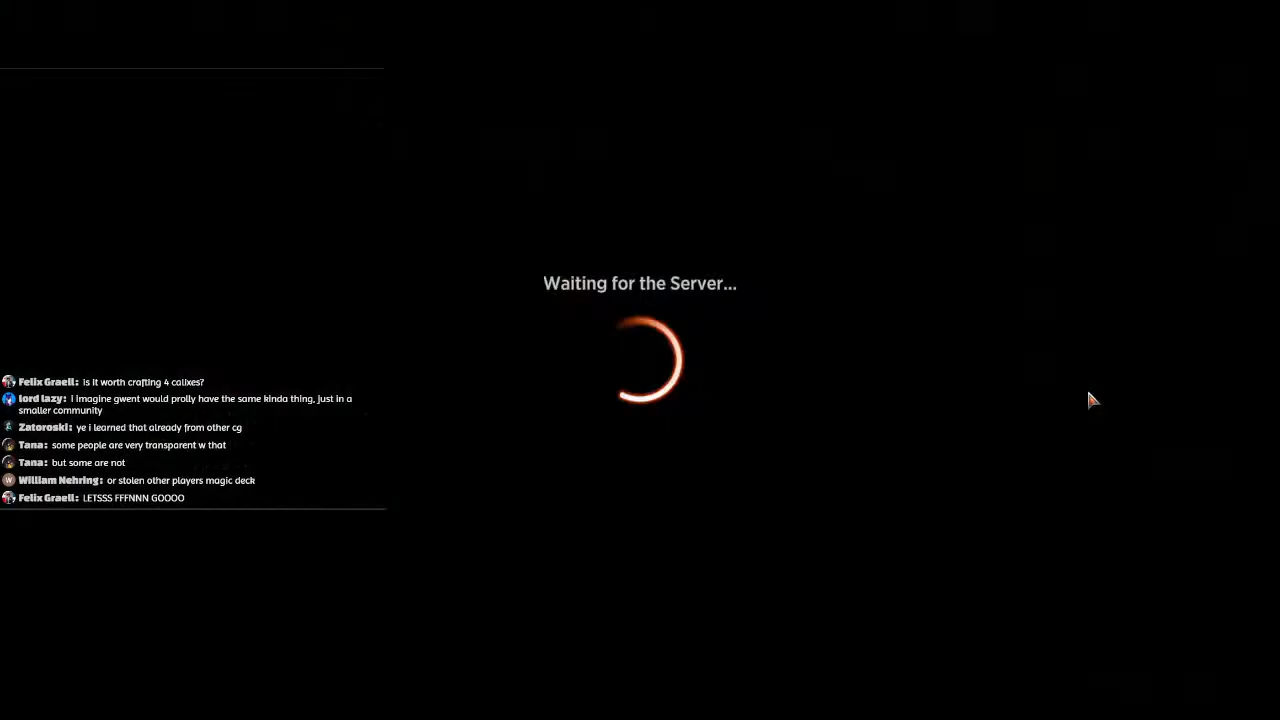 Waiting for the Server...
Felix Graell: Is it worth crafting 4 calixes?
lord lazy: i imagine gwent would prolly have the same kinda thing, just in a
smaller community
Zatoroski: ye i learned that already from other cg
Tana: some people are very transparent w that
Tana: but some are not
W William Nehring: or stolen other players magic deck
Felix Graell: LETSSS FFFNNN GOOOO